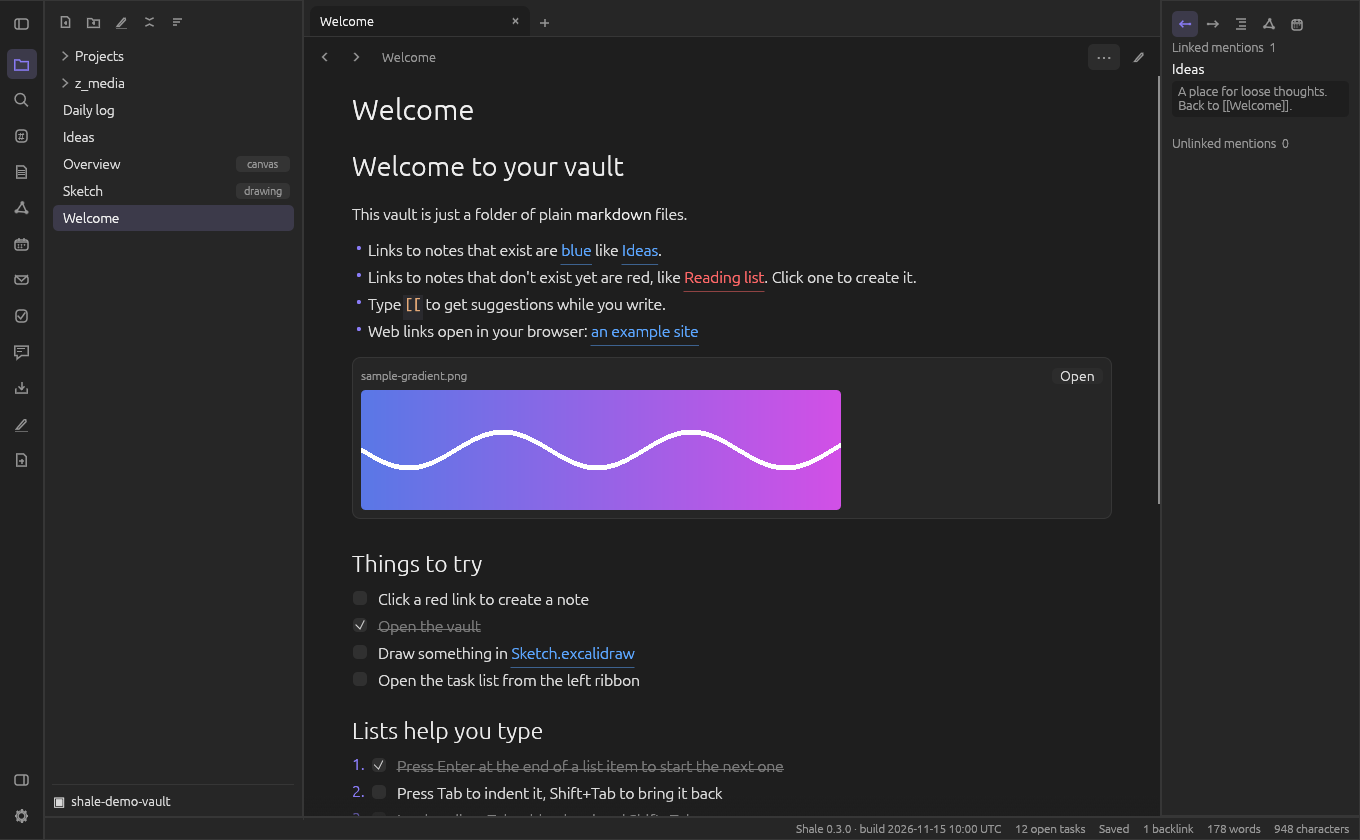 Projects
z_media
Daily log
Ideas
Overview canvas
Sketch drawing
Welcome
shale-demo-vault
Welcome × +
Welcome
Welcome
Welcome to your vault
This vault is just a folder of plain markdown files.
• Links to notes that exist are blue like Ideas.
• Links to notes that don't exist yet are red, like Reading list. Click one to create it.
• Type [[ to get suggestions while you write.
• Web links open in your browser: an example site
sample-gradient.png Open
Things to try
Click a red link to create a note
Open the vault
Draw something in Sketch.excalidraw
Open the task list from the left ribbon
Lists help you type
1. Press Enter at the end of a list item to start the next one
2. Press Tab to indent it, Shift+Tab to bring it back
Linked mentions 1
Ideas
A place for loose thoughts.
Back to [[Welcome]].
Unlinked mentions 0
Shale 0.3.0 · build 2026-11-15 10:00 UTC 12 open tasks Saved 1 backlink 178 words 948 characters